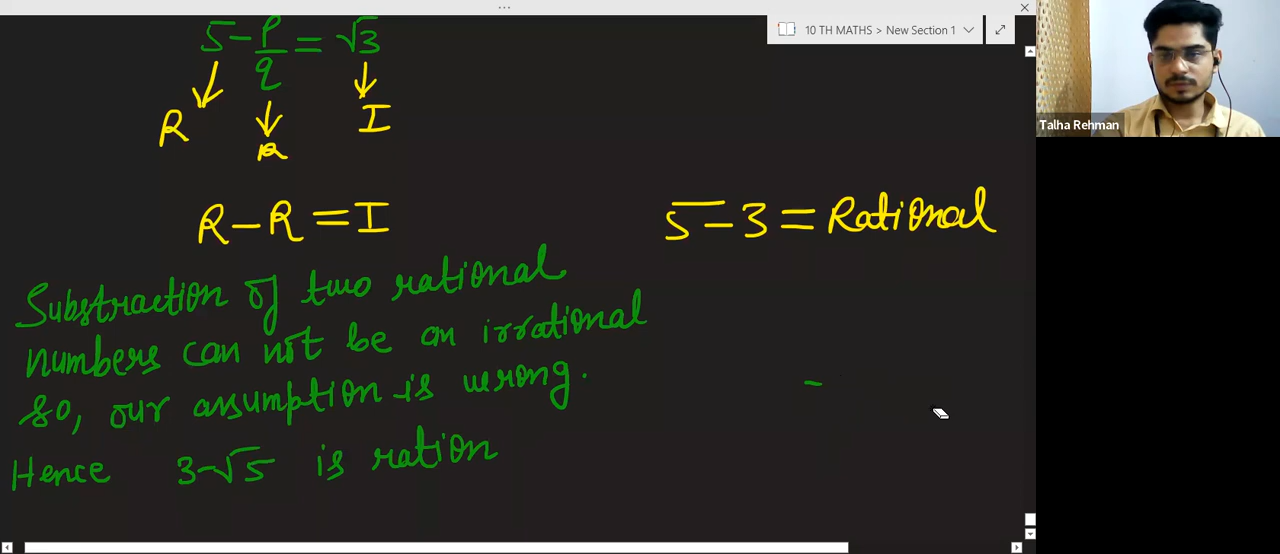 10 TH MATHS > New Section 1
Talha Rehman
5 - p/q = √3
R
R
I
R - R = I
5 - 3 = Rational
Substraction of two rational
numbers can not be an irrational
so, our assumption is wrong.
Hence 3-√5 is ration
-